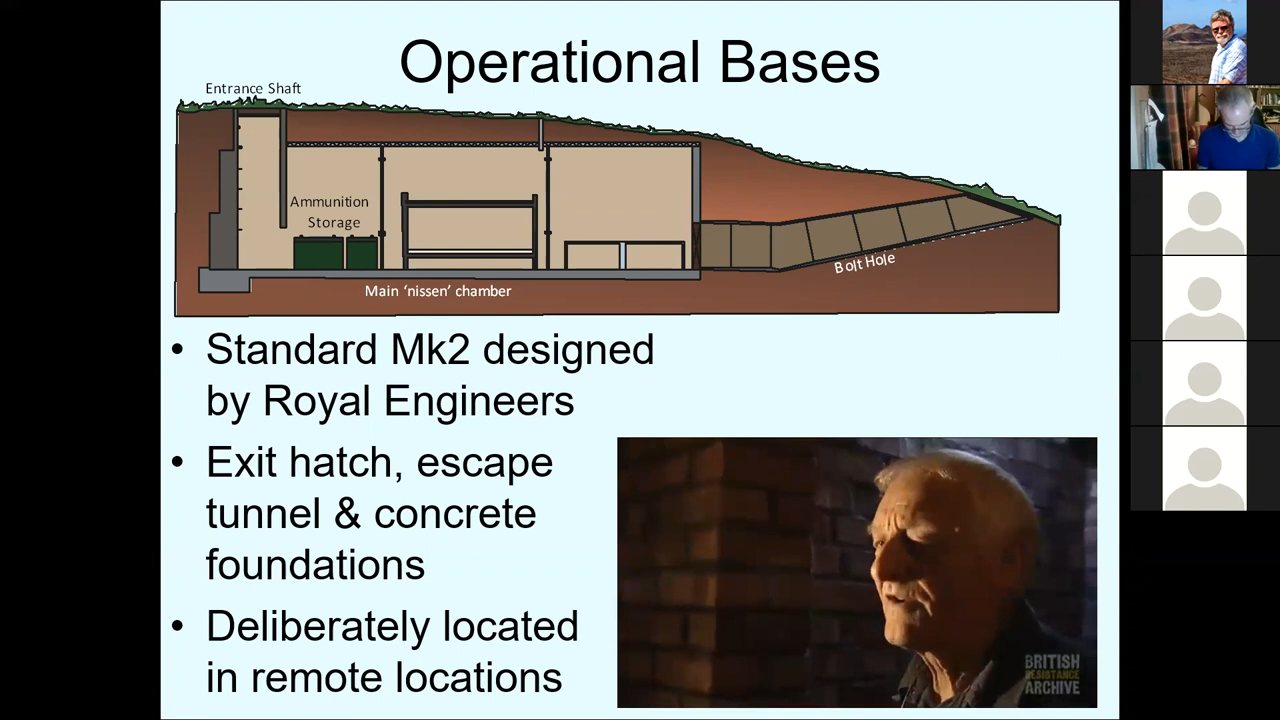 Operational Bases
Entrance Shaft
Ammunition
Storage
Bolt Hole
Main ‘nissen’ chamber
• Standard Mk2 designed
by Royal Engineers
• Exit hatch, escape
tunnel & concrete
foundations
• Deliberately located
in remote locations
BRITISH
RESISTANCE
ARCHIVE